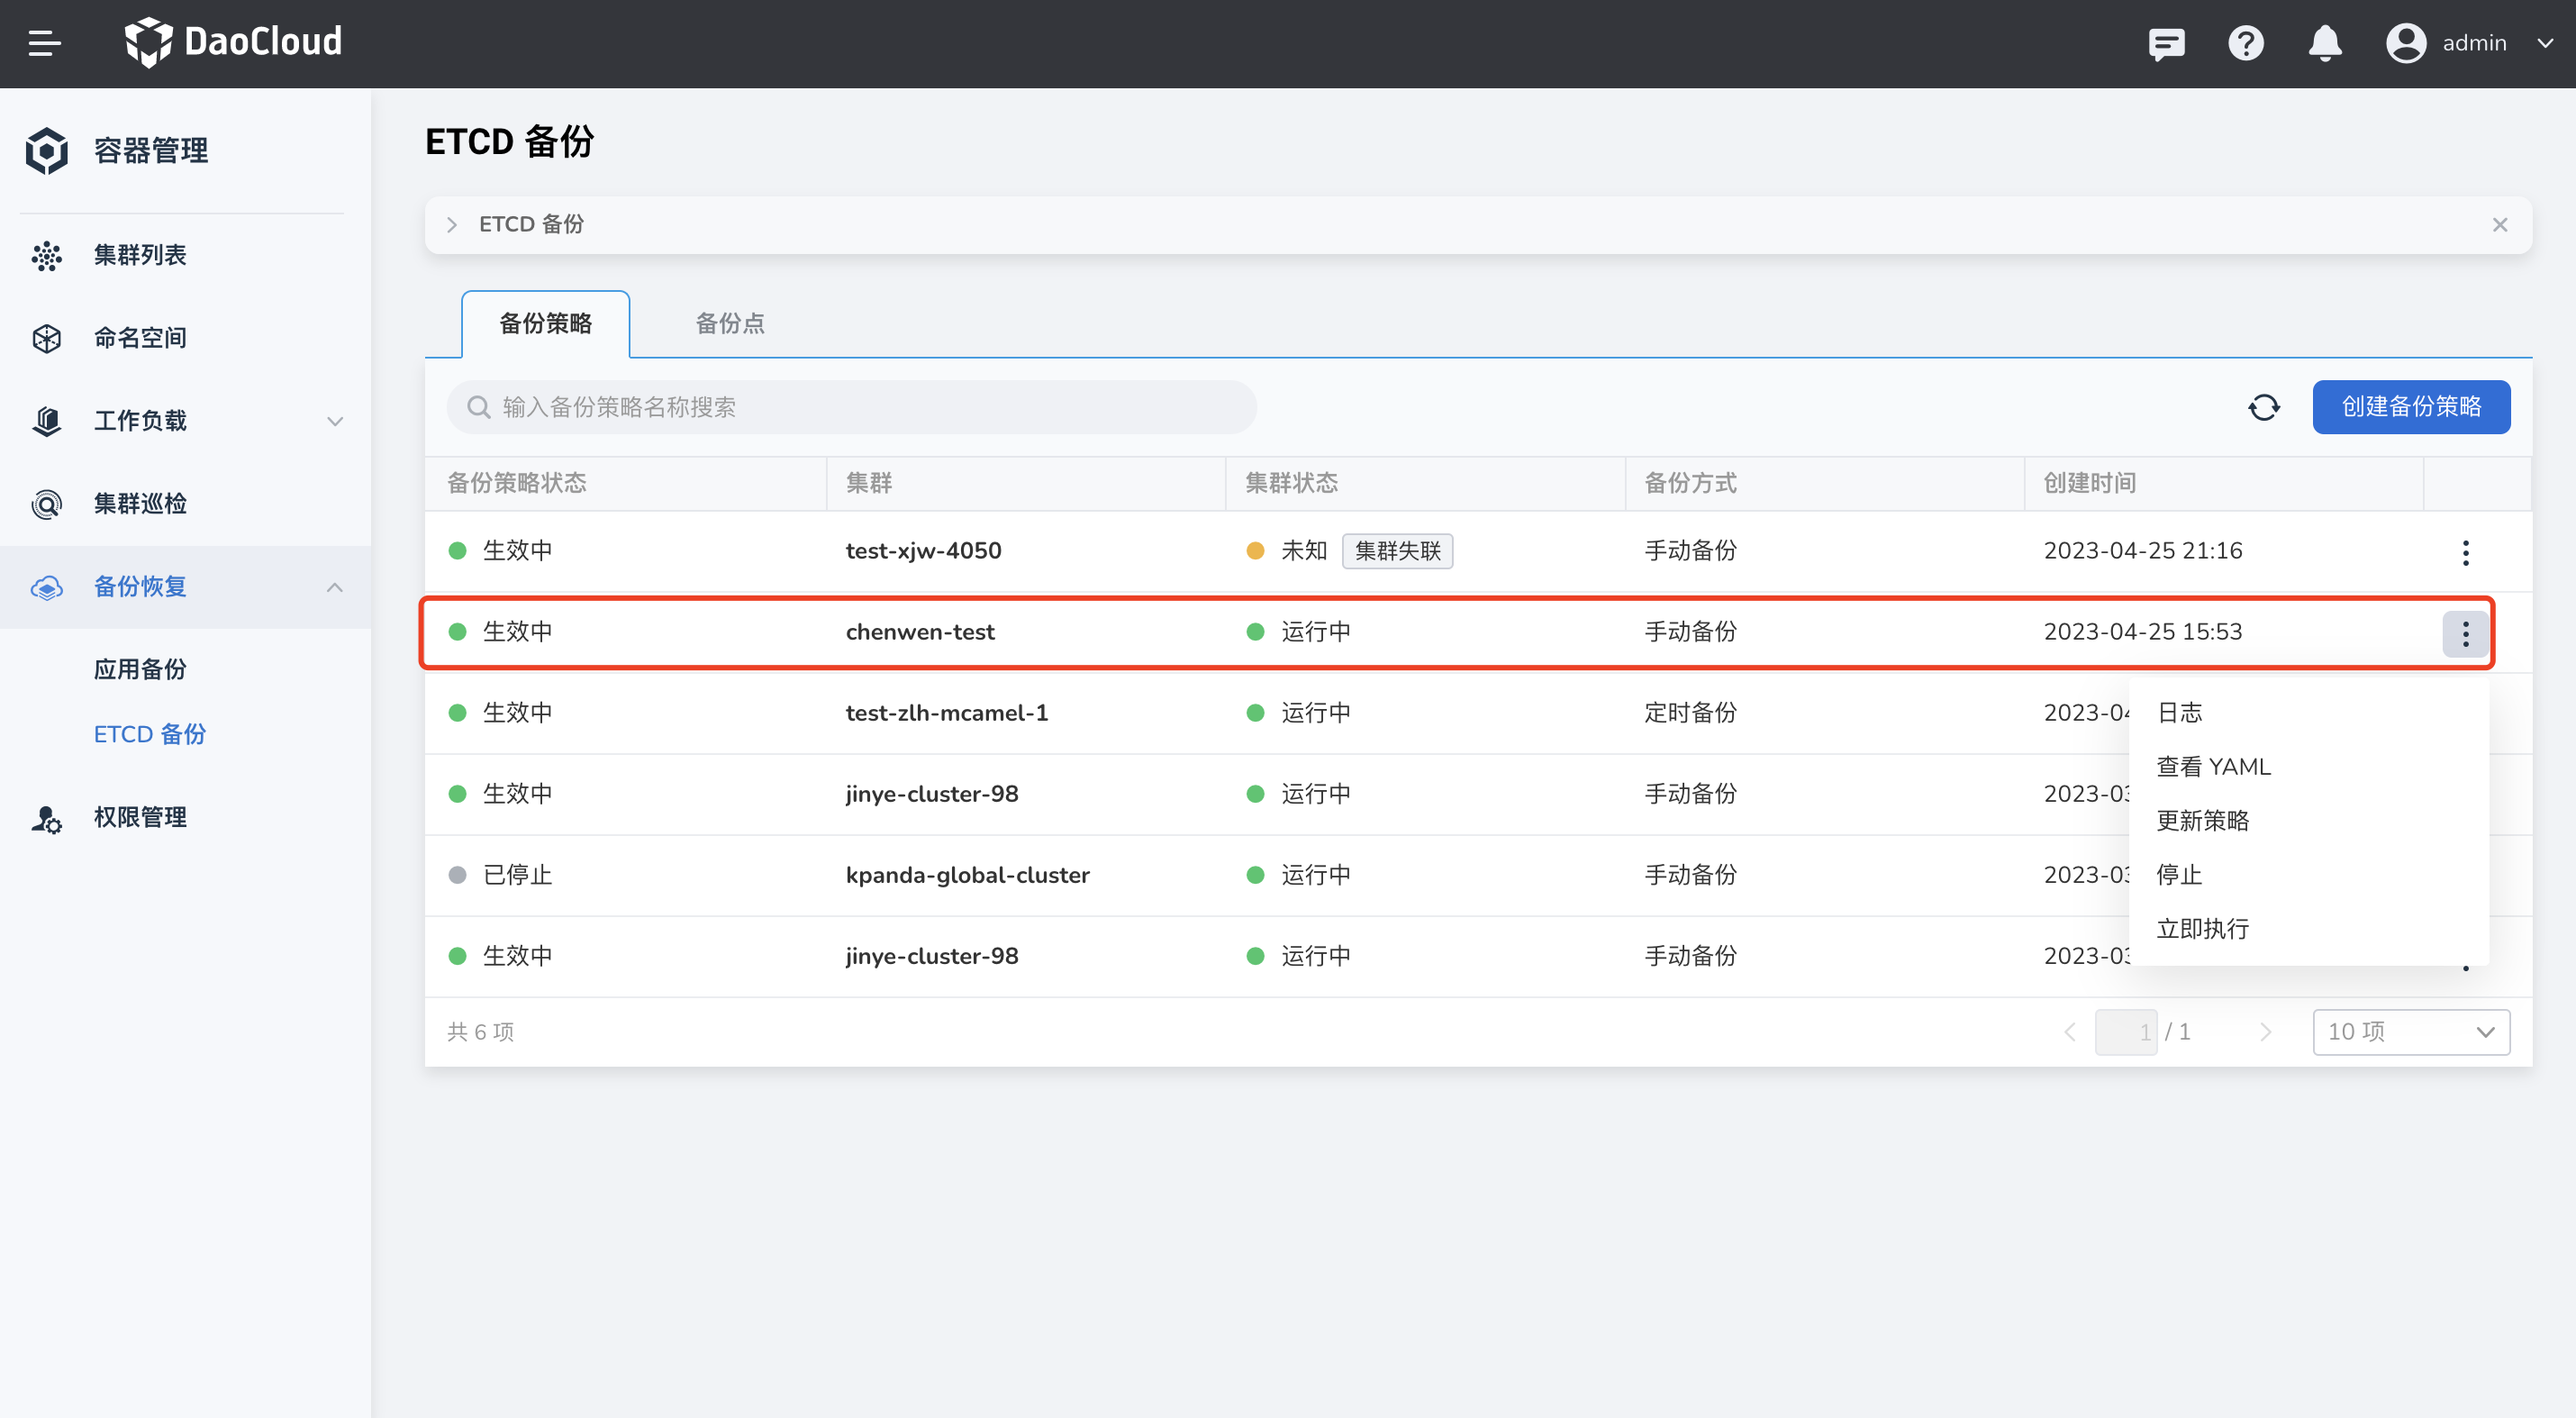 DaoCloud
admin
容器管理
集群列表
命名空间
工作负载
集群巡检
备份恢复
应用备份
ETCD 备份
权限管理
ETCD 备份
ETCD 备份
备份策略 备份点
输入备份策略名称搜索 创建备份策略
备份策略状态 集群 集群状态 备份方式 创建时间
生效中 test-xjw-4050 未知 集群失联 手动备份 2023-04-25 21:16
生效中 chenwen-test 运行中 手动备份 2023-04-25 15:53
生效中 test-zlh-mcamel-1 运行中 定时备份 2023-04
生效中 jinye-cluster-98 运行中 手动备份 2023-03
已停止 kpanda-global-cluster 运行中 手动备份 2023-03
生效中 jinye-cluster-98 运行中 手动备份 2023-03
日志
查看 YAML
更新策略
停止
立即执行
共 6 项 1 / 1 10 项